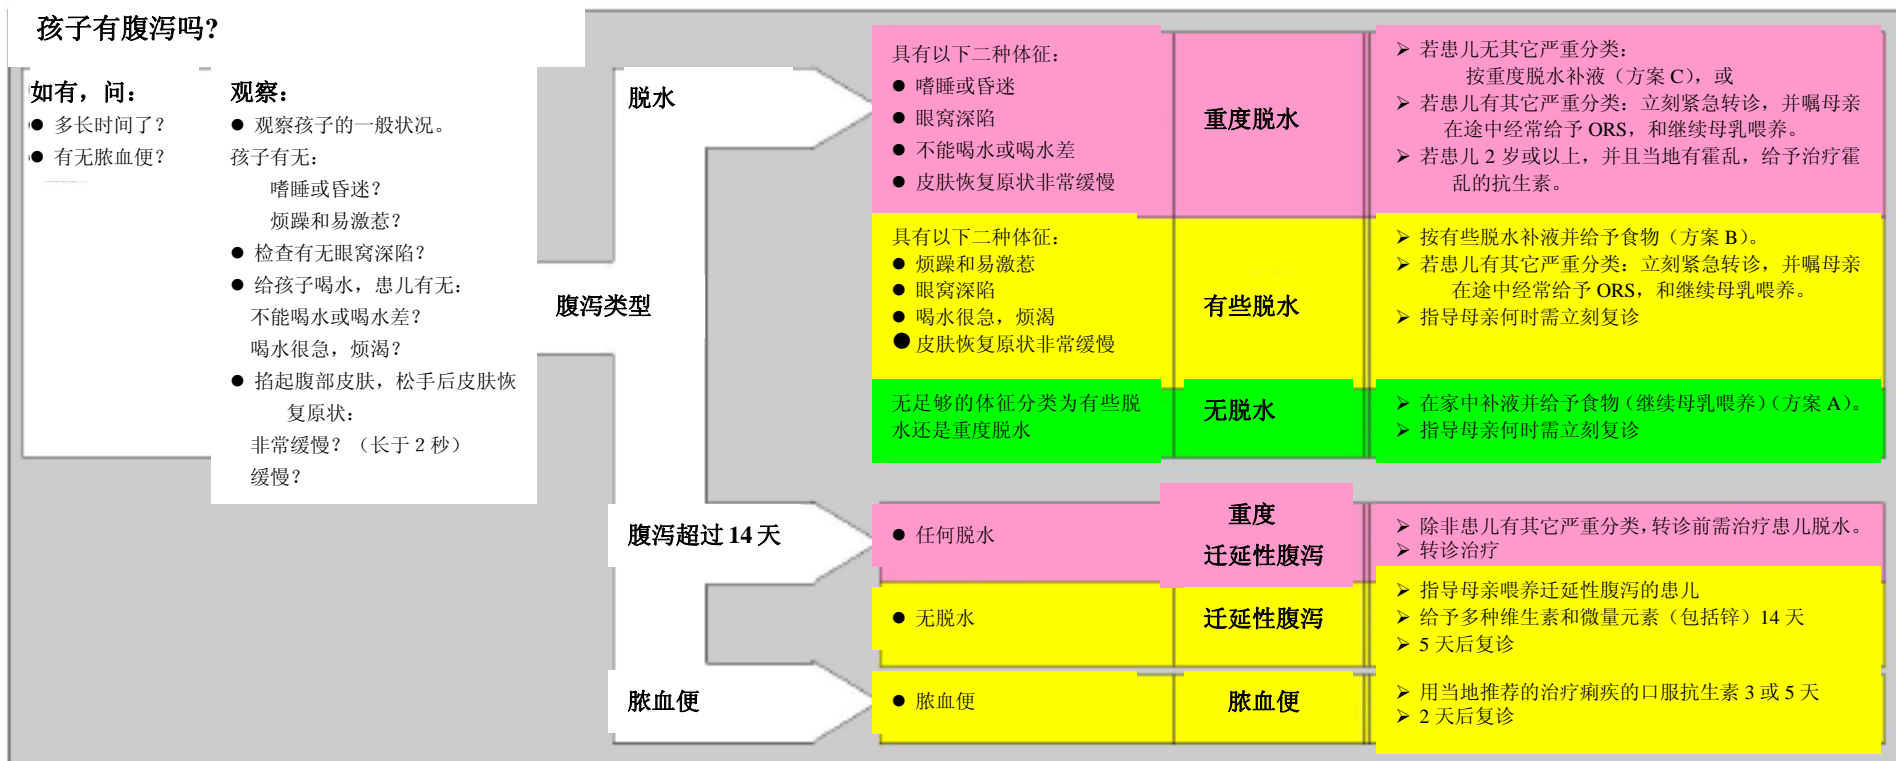 孩子有腹泻吗?
如有，问：
● 多长时间了？
● 有无脓血便？
观察：
● 观察孩子的一般状况。
孩子有无：
嗜睡或昏迷？
烦躁和易激惹？
● 检查有无眼窝深陷？
● 给孩子喝水，患儿有无：
不能喝水或喝水差？
喝水很急，烦渴？
● 掐起腹部皮肤，松手后皮肤恢
复原状：
非常缓慢？（长于 2 秒）
缓慢？
腹泻类型
脱水
具有以下二种体征：
● 嗜睡或昏迷
● 眼窝深陷
● 不能喝水或喝水差
● 皮肤恢复原状非常缓慢
重度脱水
➢ 若患儿无其它严重分类：
按重度脱水补液（方案 C），或
➢ 若患儿有其它严重分类：立刻紧急转诊，并嘱母亲
在途中经常给予 ORS，和继续母乳喂养。
➢ 若患儿 2 岁或以上，并且当地有霍乱，给予治疗霍
乱的抗生素。
具有以下二种体征：
● 烦躁和易激惹
● 眼窝深陷
● 喝水很急，烦渴
● 皮肤恢复原状非常缓慢
有些脱水
➢ 按有些脱水补液并给予食物（方案 B）。
➢ 若患儿有其它严重分类：立刻紧急转诊，并嘱母亲
在途中经常给予 ORS，和继续母乳喂养。
➢ 指导母亲何时需立刻复诊
无足够的体征分类为有些脱
水还是重度脱水
无脱水
➢ 在家中补液并给予食物（继续母乳喂养）（方案 A）。
➢ 指导母亲何时需立刻复诊
腹泻超过 14 天
● 任何脱水
重度
迁延性腹泻
➢ 除非患儿有其它严重分类，转诊前需治疗患儿脱水。
➢ 转诊治疗
● 无脱水
迁延性腹泻
➢ 指导母亲喂养迁延性腹泻的患儿
➢ 给予多种维生素和微量元素（包括锌）14 天
➢ 5 天后复诊
脓血便
● 脓血便
脓血便
➢ 用当地推荐的治疗痢疾的口服抗生素 3 或 5 天
➢ 2 天后复诊